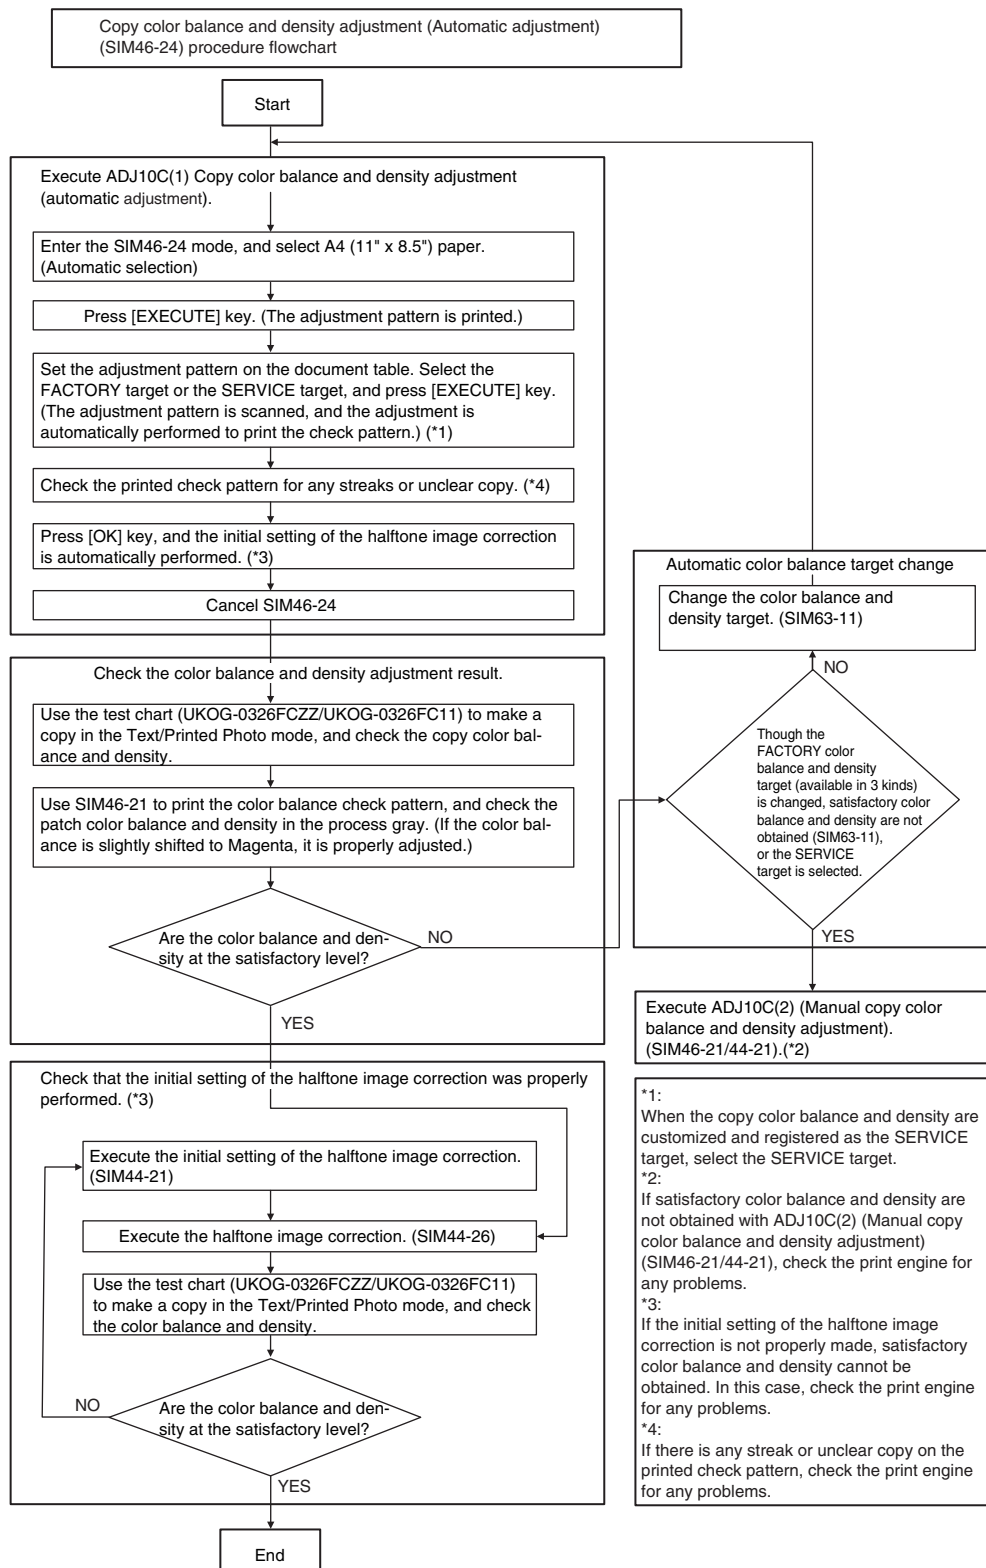 Copy color balance and density adjustment (Automatic adjustment)
(SIM46-24) procedure flowchart
Start
Execute ADJ10C(1) Copy color balance and density adjustment
(automatic adjustment).
Enter the SIM46-24 mode, and select A4 (11" x 8.5") paper.
(Automatic selection)
Press [EXECUTE] key. (The adjustment pattern is printed.)
Set the adjustment pattern on the document table. Select the
FACTORY target or the SERVICE target, and press [EXECUTE] key.
(The adjustment pattern is scanned, and the adjustment is
automatically performed to print the check pattern.) (*1)
Check the printed check pattern for any streaks or unclear copy. (*4)
Press [OK] key, and the initial setting of the halftone image correction
is automatically performed. (*3)
Cancel SIM46-24
Check the color balance and density adjustment result.
Use the test chart (UKOG-0326FCZZ/UKOG-0326FC11) to make a
copy in the Text/Printed Photo mode, and check the copy color bal-
ance and density.
Use SIM46-21 to print the color balance check pattern, and check the
patch color balance and density in the process gray. (If the color bal-
ance is slightly shifted to Magenta, it is properly adjusted.)
Are the color balance and den-
sity at the satisfactory level?
NO
YES
Automatic color balance target change
Change the color balance and
density target. (SIM63-11)
NO
Though the
FACTORY color
balance and density
target (available in 3 kinds)
is changed, satisfactory color
balance and density are not
obtained (SIM63-11),
or the SERVICE
target is selected.
YES
Execute ADJ10C(2) (Manual copy color
balance and density adjustment).
(SIM46-21/44-21).(*2)
Check that the initial setting of the halftone image correction was properly
performed. (*3)
Execute the initial setting of the halftone image correction.
(SIM44-21)
Execute the halftone image correction. (SIM44-26)
Use the test chart (UKOG-0326FCZZ/UKOG-0326FC11)
to make a copy in the Text/Printed Photo mode, and check
the color balance and density.
NO
Are the color balance and den-
sity at the satisfactory level?
YES
End
*1:
When the copy color balance and density are
customized and registered as the SERVICE
target, select the SERVICE target.
*2:
If satisfactory color balance and density are
not obtained with ADJ10C(2) (Manual copy
color balance and density adjustment)
(SIM46-21/44-21), check the print engine for
any problems.
*3:
If the initial setting of the halftone image
correction is not properly made, satisfactory
color balance and density cannot be
obtained. In this case, check the print engine
for any problems.
*4:
If there is any streak or unclear copy on the
printed check pattern, check the print engine
for any problems.